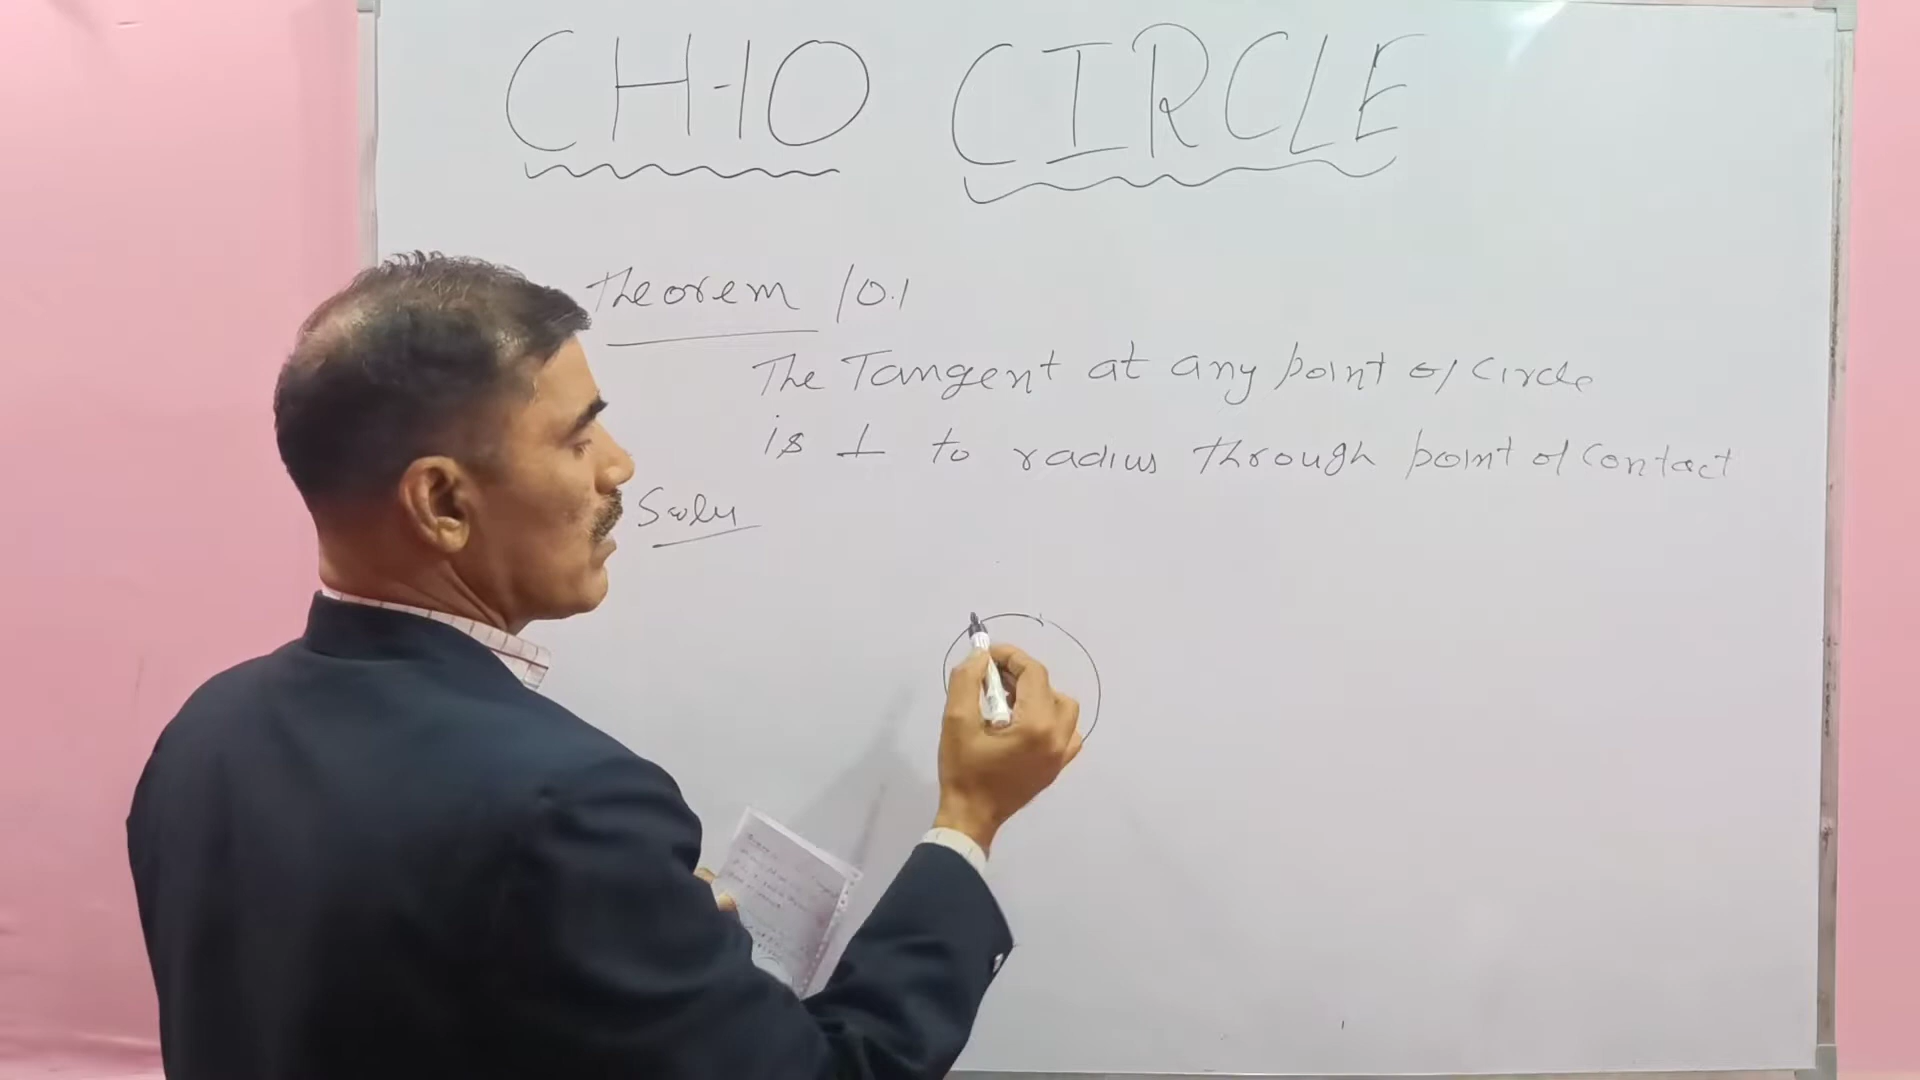 CH-10 CIRCLE
Theorem 10.1
The Tangent at any point of Circle
is ⊥ to radius through point of Contact
Soln